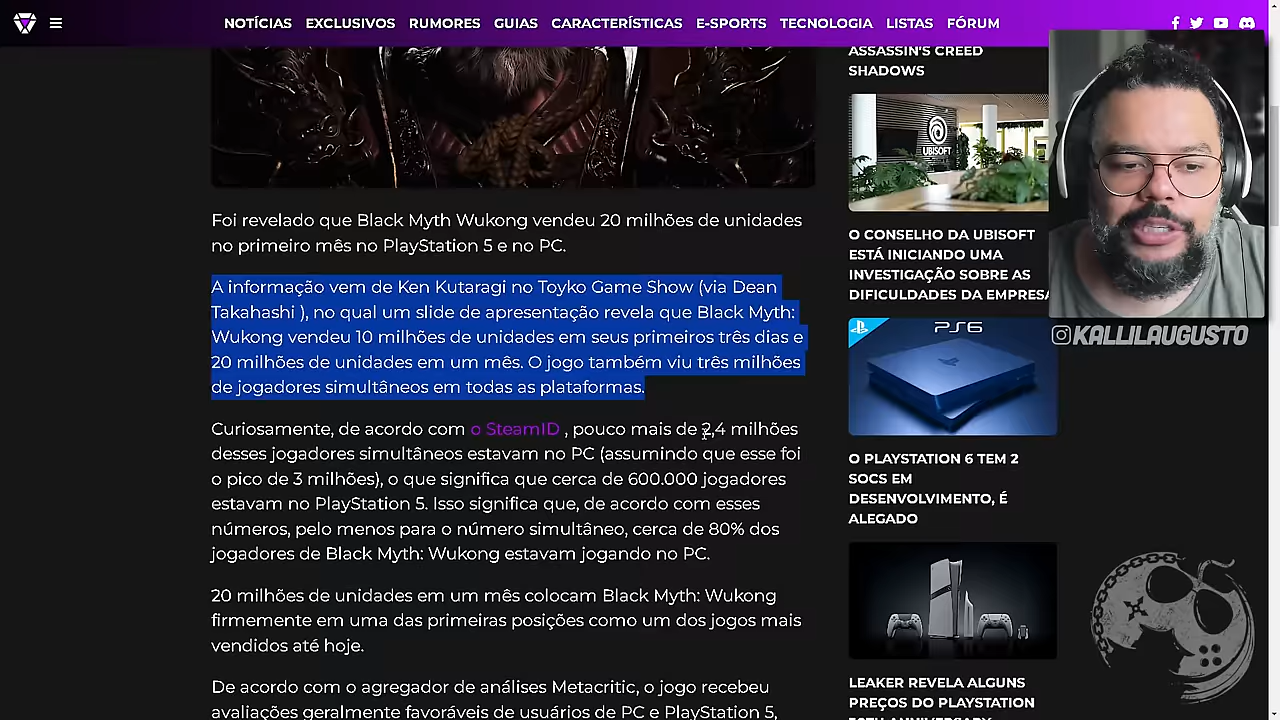 NOTÍCIAS EXCLUSIVOS RUMORES GUIAS CARACTERÍSTICAS E-SPORTS TECNOLOGIA LISTAS FÓRUM
Foi revelado que Black Myth Wukong vendeu 20 milhões de unidades
no primeiro mês no PlayStation 5 e no PC.
A informação vem de Ken Kutaragi no Toyko Game Show (via Dean
Takahashi ), no qual um slide de apresentação revela que Black Myth:
Wukong vendeu 10 milhões de unidades em seus primeiros três dias e
20 milhões de unidades em um mês. O jogo também viu três milhões
de jogadores simultâneos em todas as plataformas.
Curiosamente, de acordo com o SteamID , pouco mais de 2,4 milhões
desses jogadores simultâneos estavam no PC (assumindo que esse foi
o pico de 3 milhões), o que significa que cerca de 600.000 jogadores
estavam no PlayStation 5. Isso significa que, de acordo com esses
números, pelo menos para o número simultâneo, cerca de 80% dos
jogadores de Black Myth: Wukong estavam jogando no PC.
20 milhões de unidades em um mês colocam Black Myth: Wukong
firmemente em uma das primeiras posições como um dos jogos mais
vendidos até hoje.
De acordo com o agregador de análises Metacritic, o jogo recebeu
avaliações geralmente favoráveis de usuários de PC e PlayStation 5,
ASSASSIN'S CREED
SHADOWS
UBISOFT
O CONSELHO DA UBISOFT
ESTÁ INICIANDO UMA
INVESTIGAÇÃO SOBRE AS
DIFICULDADES DA EMPRESA
KALLILAUGUSTO
PS6
O PLAYSTATION 6 TEM 2
SOCS EM
DESENVOLVIMENTO, É
ALEGADO
LEAKER REVELA ALGUNS
PREÇOS DO PLAYSTATION